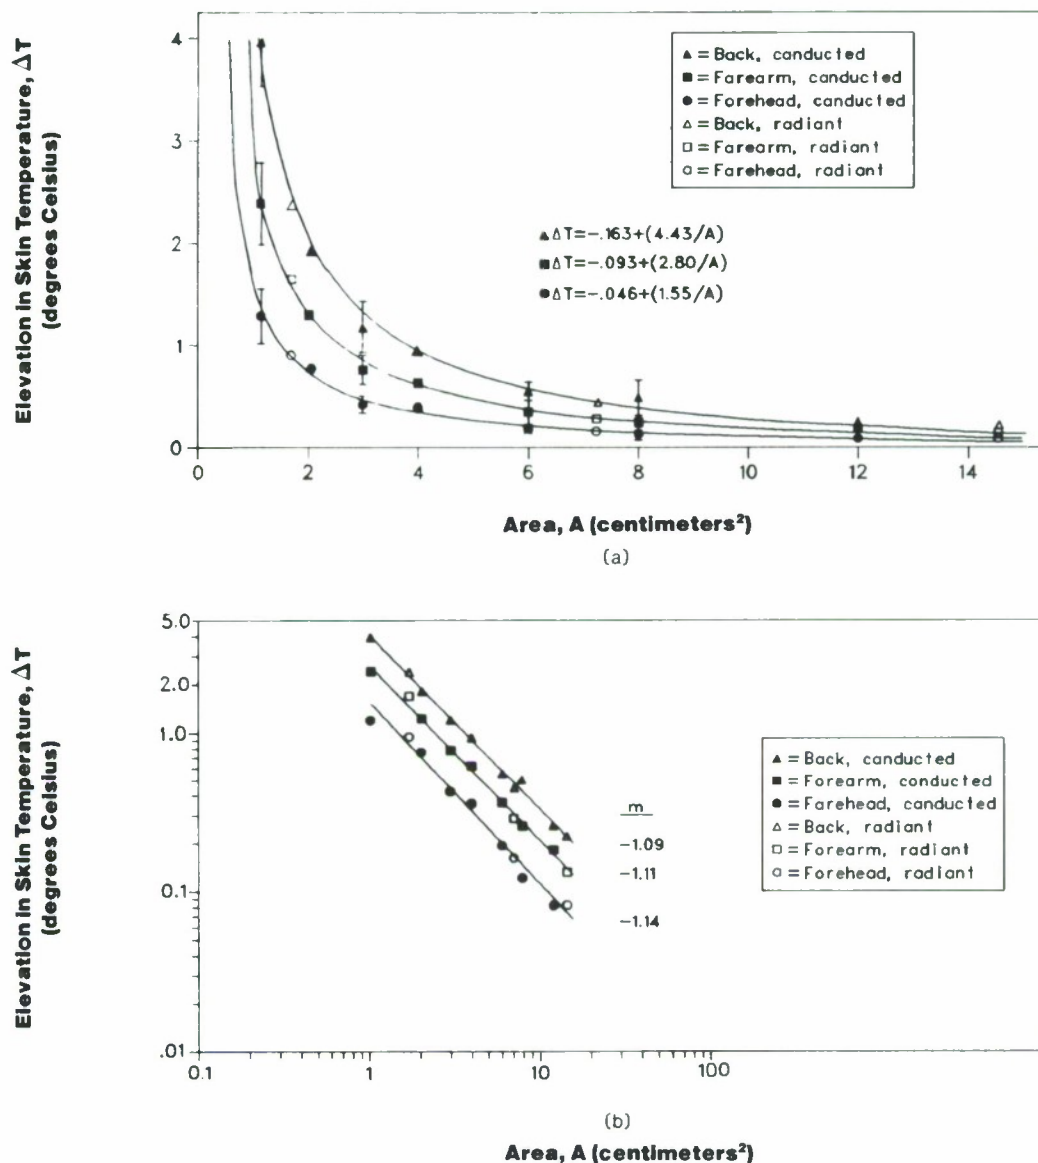 Elevation in Skin Temperature, ΔT
(degrees Celsius)
4
3
2
1
0
▲ = Back, conducted
■ = Farearm, conducted
● = Forehead, conducted
△ = Back, radiant
□ = Farearm, radiant
○ = Farehead, radiant
▲ΔT=-.163+(4.43/A)
■ΔT=-.093+(2.80/A)
●ΔT=-.046+(1.55/A)
0 2 4 6 8 10 12 14
Area, A (centimeters²)
(a)
Elevation in Skin Temperature, ΔT
(degrees Celsius)
5.0
2.0
1.0
0.1
.01
▲ = Back, conducted
■ = Forearm, conducted
● = Farehead, conducted
△ = Back, radiant
□ = Forearm, radiant
○ = Forehead, radiant
m
-1.09
-1.11
-1.14
0.1 1 10 100
(b)
Area, A (centimeters²)